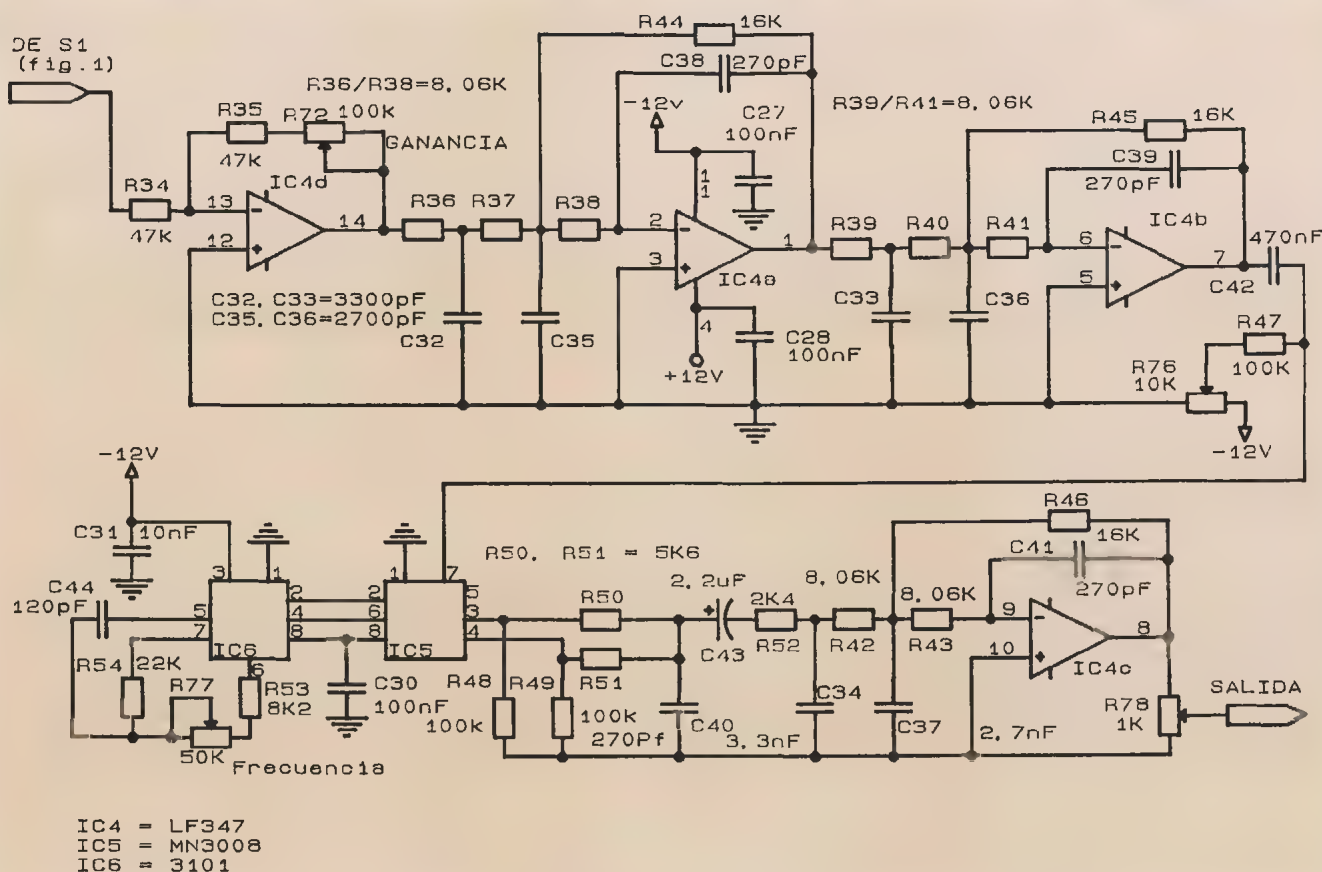 DE S1
(fig.1)
R36/R38=8,06K
R35
R72
100k
GANANCIA
47K
IC4d
R34
47K
13
12
14
R36
R37
R38
C32, C33=3300pF
C35, C36=2700pF
C32
C35
R44
16K
C38
270pF
-12v
C27
100nF
11
2
3
1
IC4a
4
C28
100nF
+12V
R39/R41=8,06K
R39
R40
R41
C33
C36
R45
16K
C39
270pF
IC4b
6
5
7
470nF
C42
R47
100K
R76
10K
-12V
-12V
C31
10nF
C44
120pF
3
1
5
7
2
4
8
6
IC6
R54
22K
R77
50K
Frecuencia
R53
8K2
C30
100nF
1
7
2
6
8
5
3
4
IC5
R50, R51 = 5K6
R50
R51
R48
100k
R49
100k
270Pf
C40
2,2uF
C43
2K4
R52
8,06K
R42
8,06K
R43
C34
3,3nF
C37
2,7nF
R46
16K
C41
270pF
9
10
8
IC4c
R78
1K
SALIDA
IC4 = LF347
IC5 = MN3008
IC6 = 3101